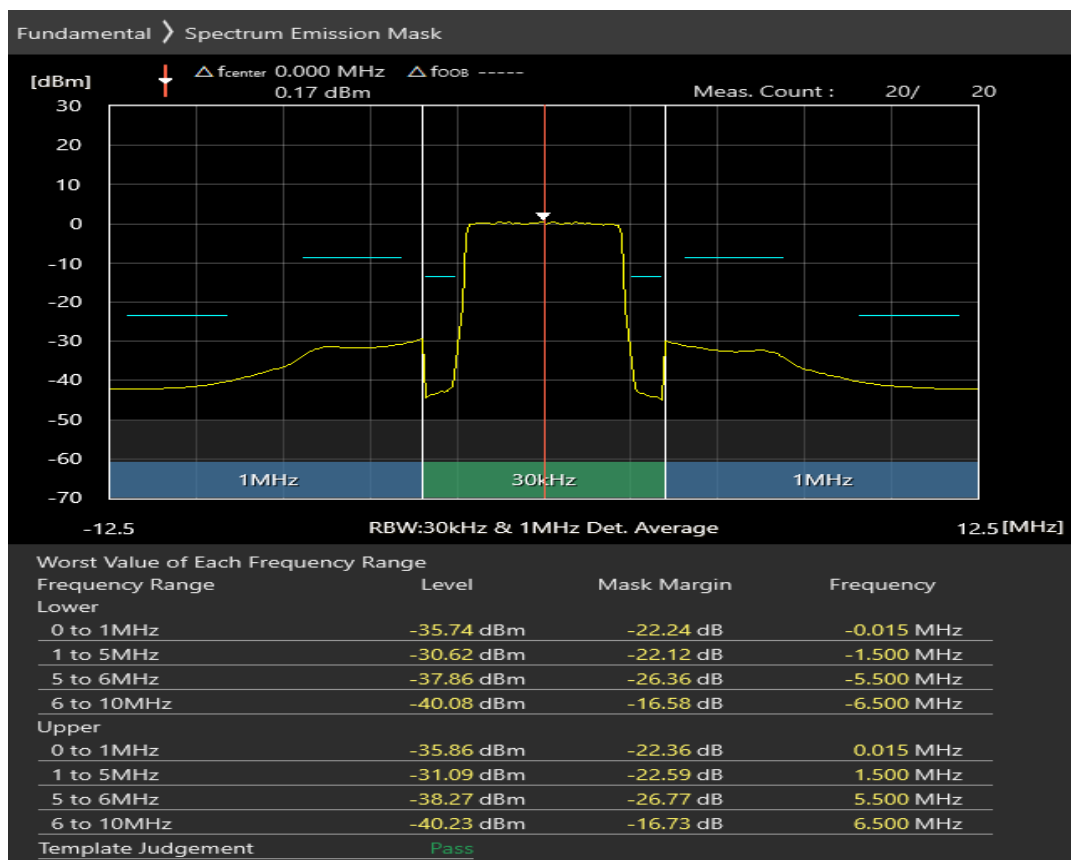 Fundamental ❯ Spectrum Emission Mask
[dBm] △ fcenter 0.000 MHz △ fOOB -----
0.17 dBm Meas. Count : 20/ 20
30
20
10
0
-10
-20
-30
-40
-50
-60
-70
1MHz 30kHz 1MHz
-12.5 RBW:30kHz & 1MHz Det. Average 12.5 [MHz]
Worst Value of Each Frequency Range
Frequency Range Level Mask Margin Frequency
Lower
0 to 1MHz -35.74 dBm -22.24 dB -0.015 MHz
1 to 5MHz -30.62 dBm -22.12 dB -1.500 MHz
5 to 6MHz -37.86 dBm -26.36 dB -5.500 MHz
6 to 10MHz -40.08 dBm -16.58 dB -6.500 MHz
Upper
0 to 1MHz -35.86 dBm -22.36 dB 0.015 MHz
1 to 5MHz -31.09 dBm -22.59 dB 1.500 MHz
5 to 6MHz -38.27 dBm -26.77 dB 5.500 MHz
6 to 10MHz -40.23 dBm -16.73 dB 6.500 MHz
Template Judgement Pass